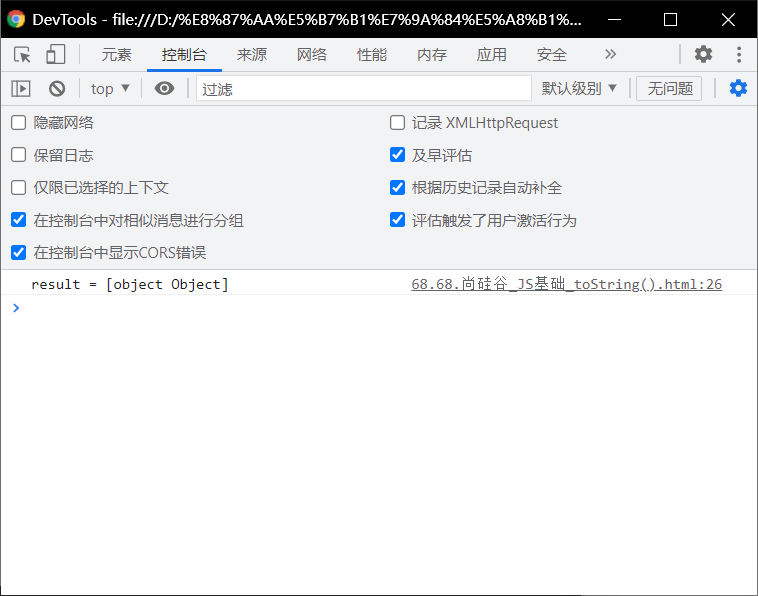 DevTools - file:///D:/%E8%87%AA%E5%B7%B1%E7%9A%84%E5%A8%B1%...
元素 控制台 来源 网络 性能 内存 应用 安全 »
top ▼ 过滤 默认级别 ▼ 无问题
隐藏网络 记录 XMLHttpRequest
保留日志 及早评估
仅限已选择的上下文 根据历史记录自动补全
在控制台中对相似消息进行分组 评估触发了用户激活行为
在控制台中显示CORS错误
result = [object Object] 68.68.尚硅谷_JS基础_toString().html:26